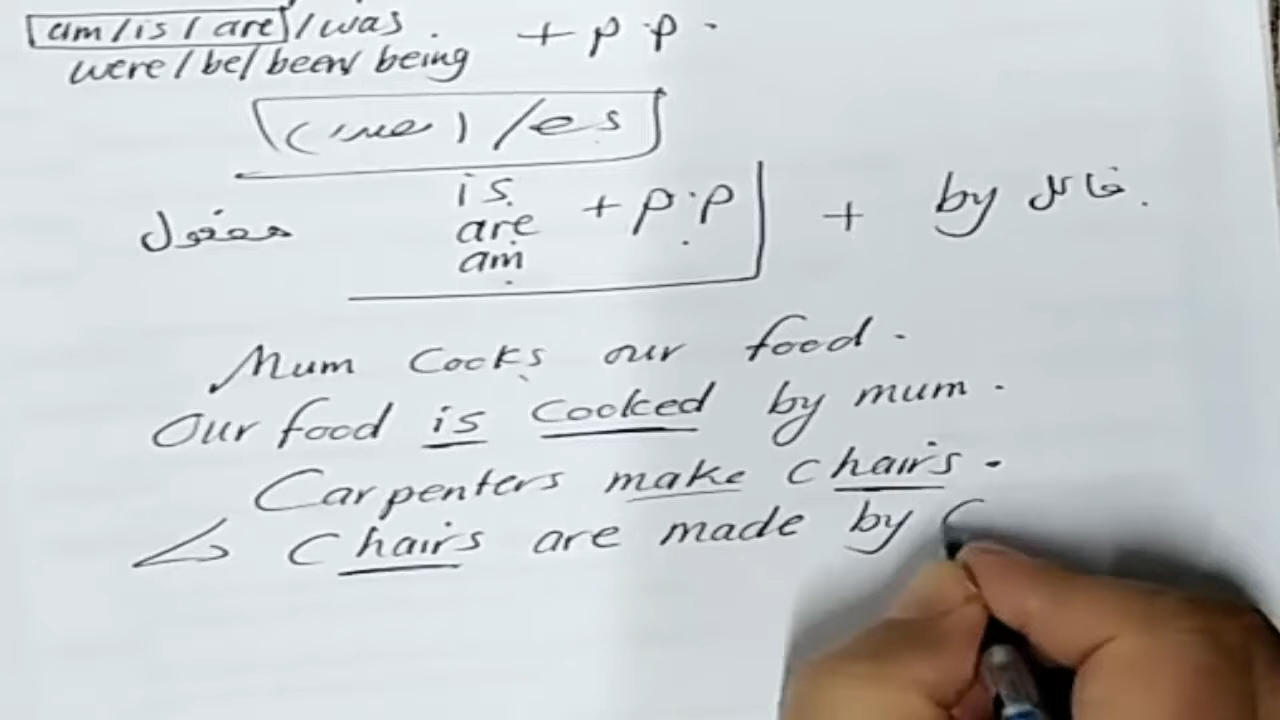 am/is/are/was.
were/be/been/being + p.p.
(مصدر) /es
is
مفعول are + p.p + by فاعل.
am
Mum Cooks our food.
Our food is Cooked by mum.
Carpenters make chairs.
Chairs are made by C